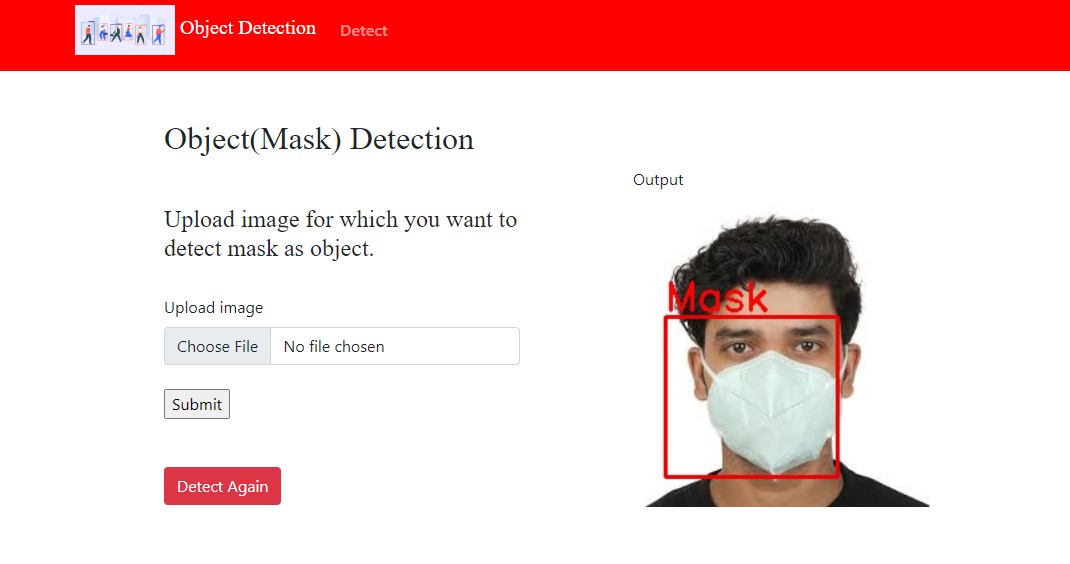 Object Detection
Detect
Object(Mask) Detection
Upload image for which you want to
detect mask as object.
Upload image
Choose File
No file chosen
Submit
Detect Again
Output
Mask